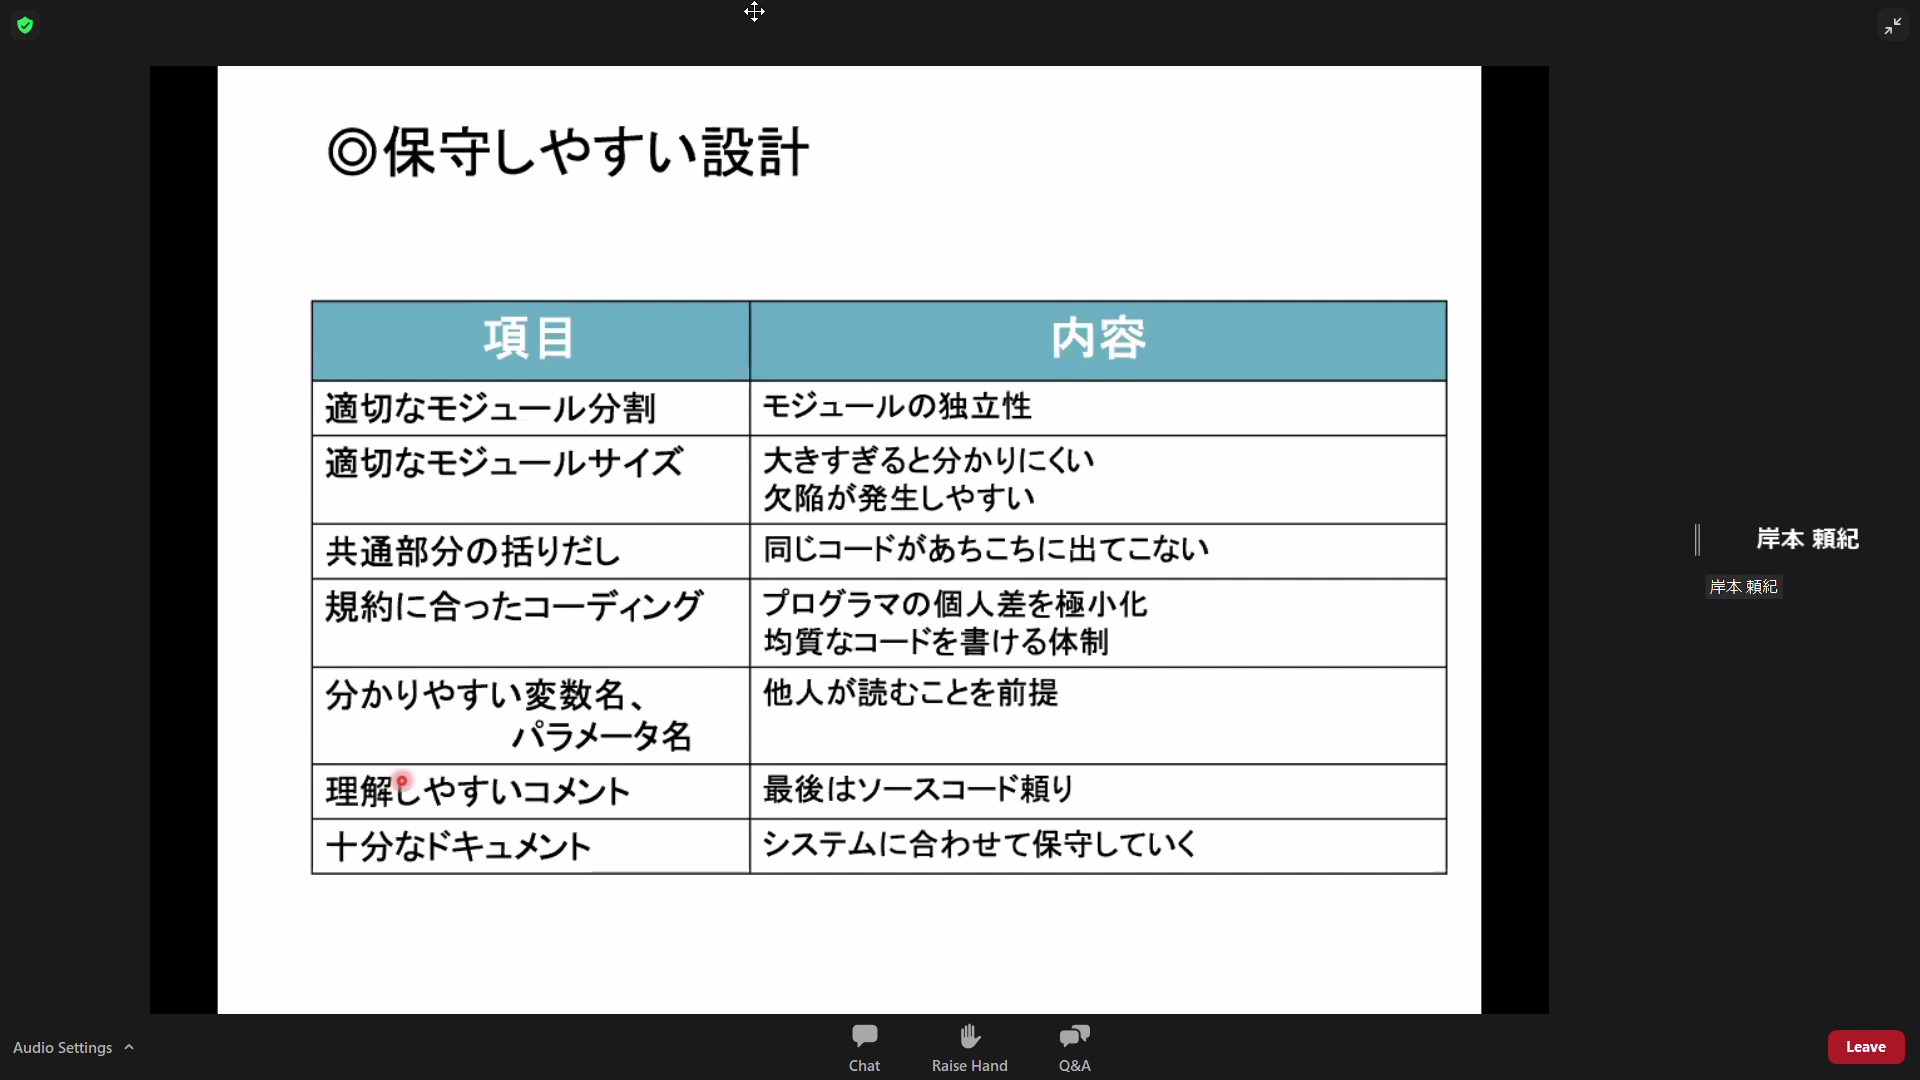 ◎保守しやすい設計
項目
内容
適切なモジュール分割
モジュールの独立性
適切なモジュールサイズ
大きすぎると分かりにくい
欠陥が発生しやすい
共通部分の括りだし
同じコードがあちこちに出てこない
規約に合ったコーディング
プログラマの個人差を極小化
均質なコードを書ける体制
分かりやすい変数名、
パラメータ名
他人が読むことを前提
理解しやすいコメント
最後はソースコード頼り
十分なドキュメント
システムに合わせて保守していく
岸本 頼紀
岸本 頼紀
Audio Settings
Chat
Raise Hand
Q&A
Leave